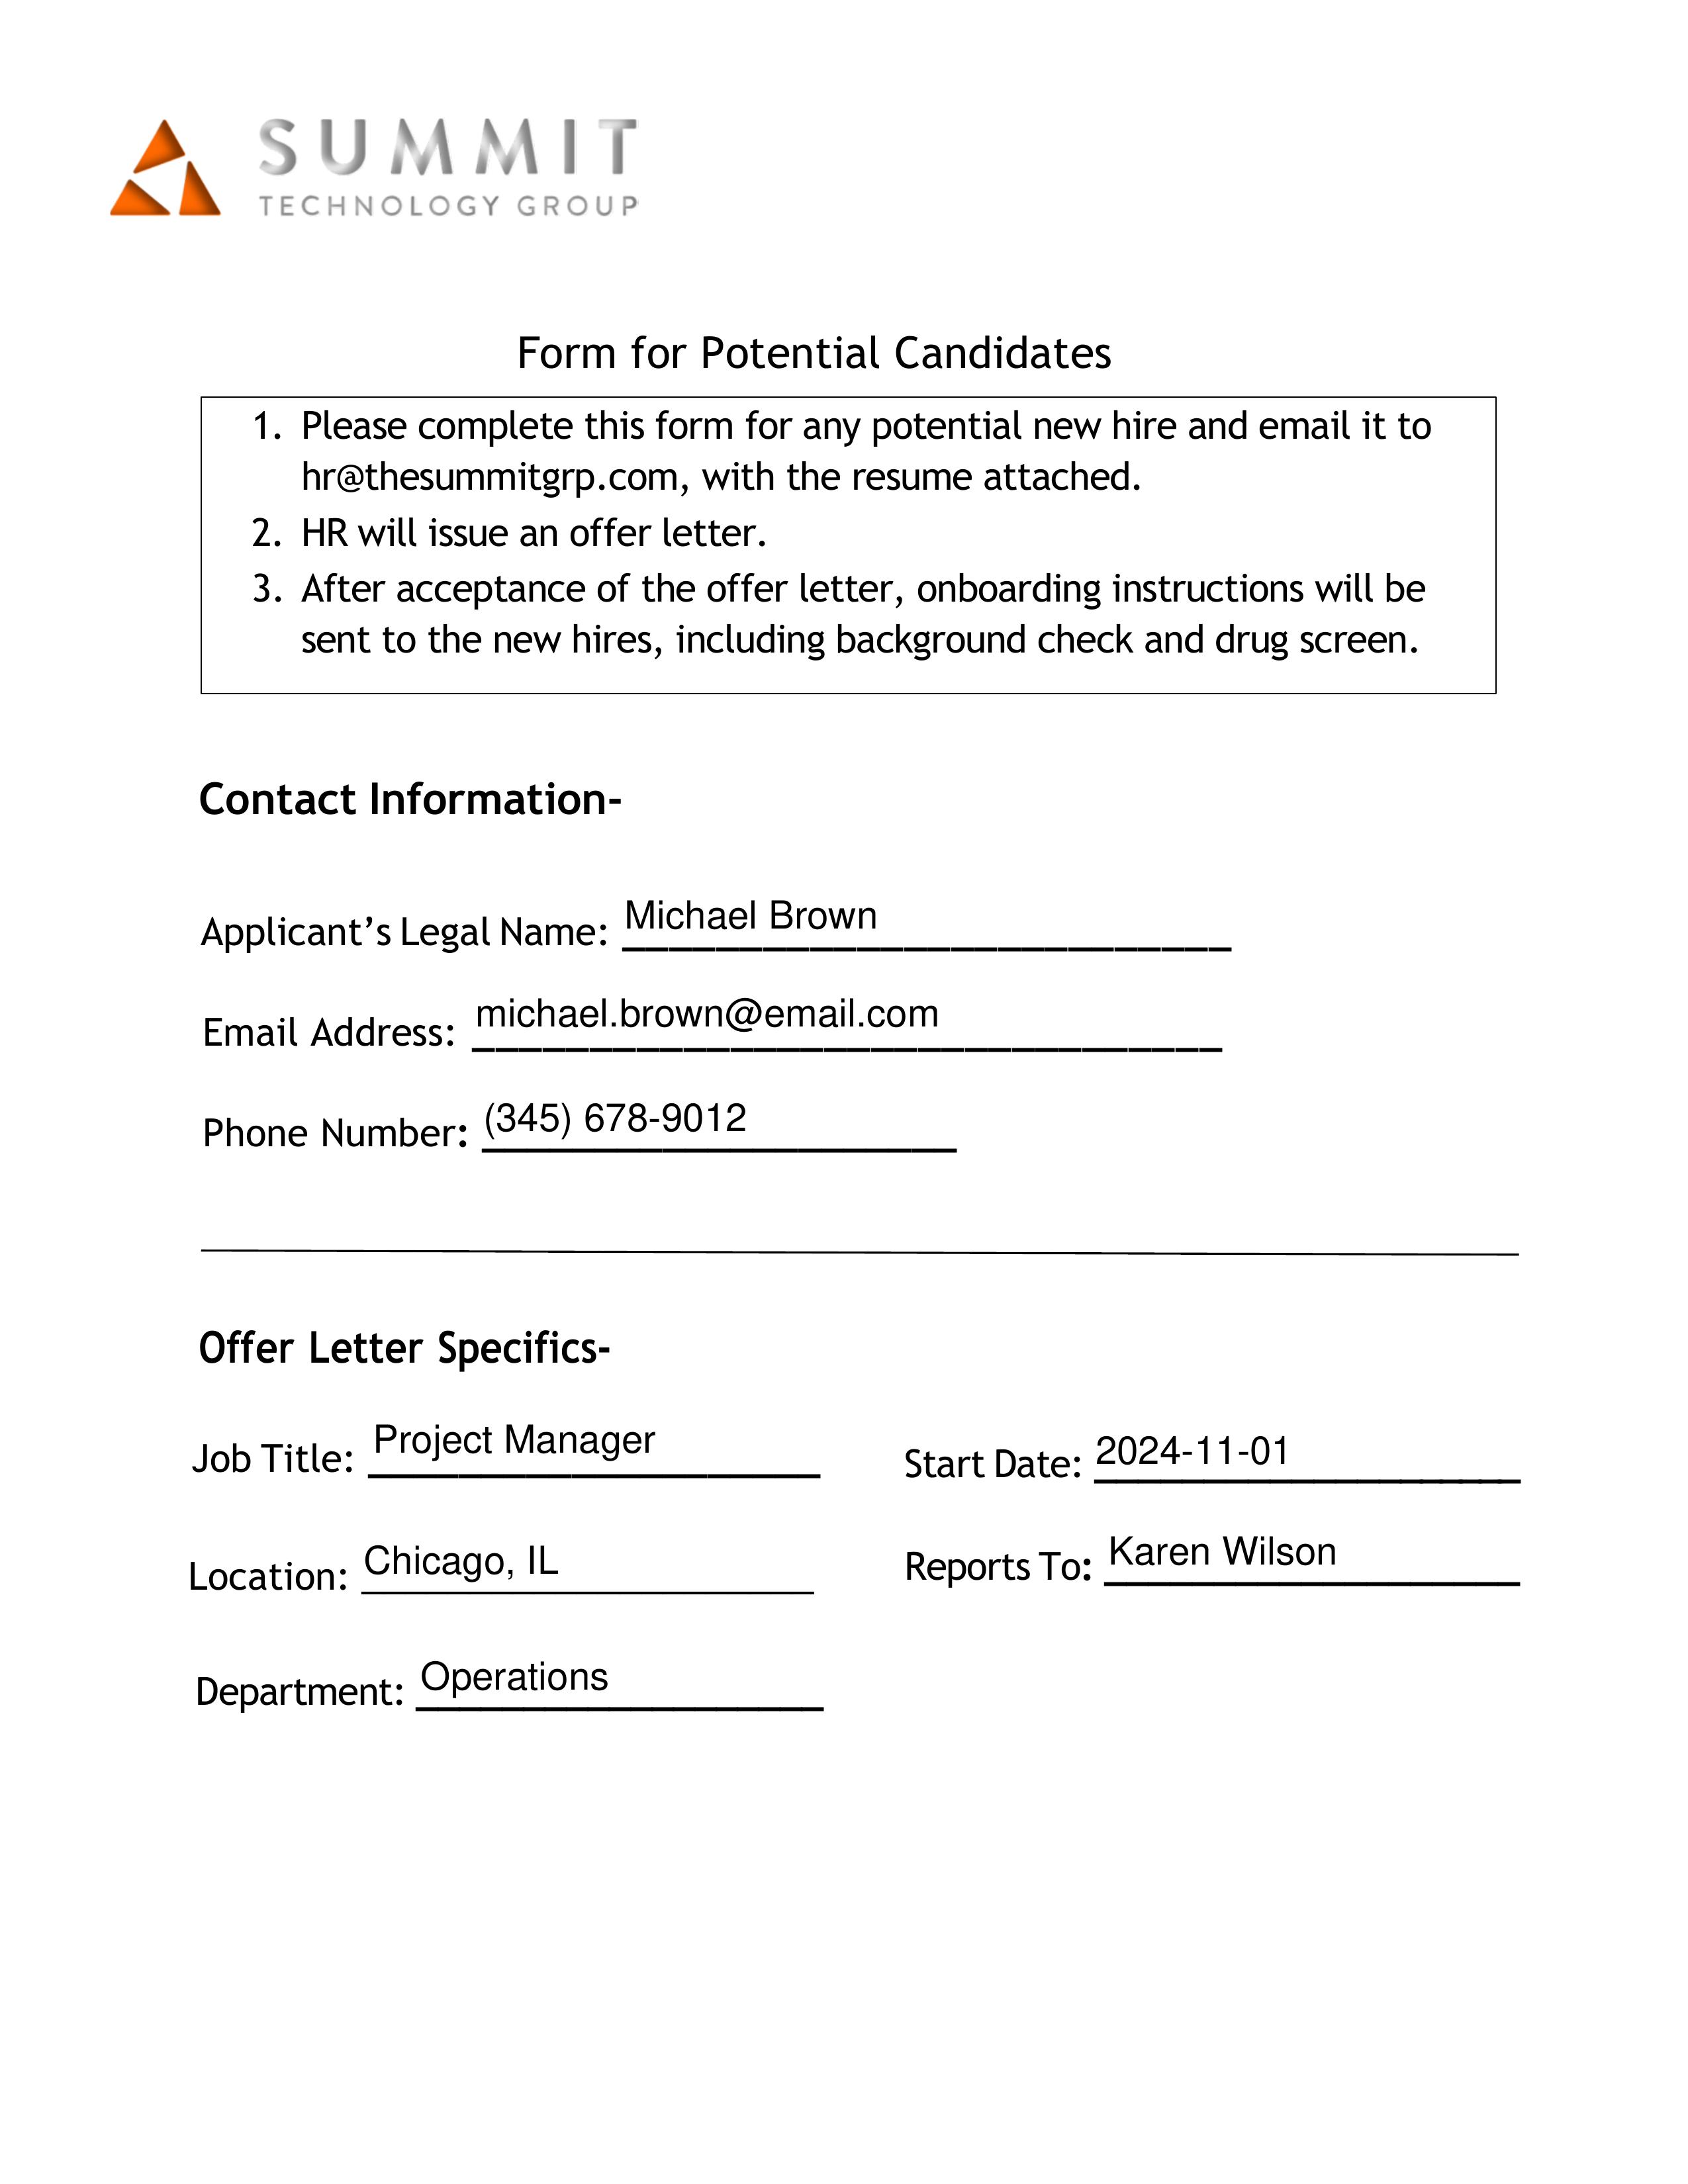 SUMMIT
TECHNOLOGY GROUP
Form for Potential Candidates
1. Please complete this form for any potential new hire and email it to
hr@thesummitgrp.com, with the resume attached.
2. HR will issue an offer letter.
3. After acceptance of the offer letter, onboarding instructions will be
sent to the new hires, including background check and drug screen.
Contact Information-
Applicant’s Legal Name: Michael Brown
Email Address: michael.brown@email.com
Phone Number: (345) 678-9012
Offer Letter Specifics-
Job Title: Project Manager
Start Date: 2024-11-01
Location: Chicago, IL
Reports To: Karen Wilson
Department: Operations